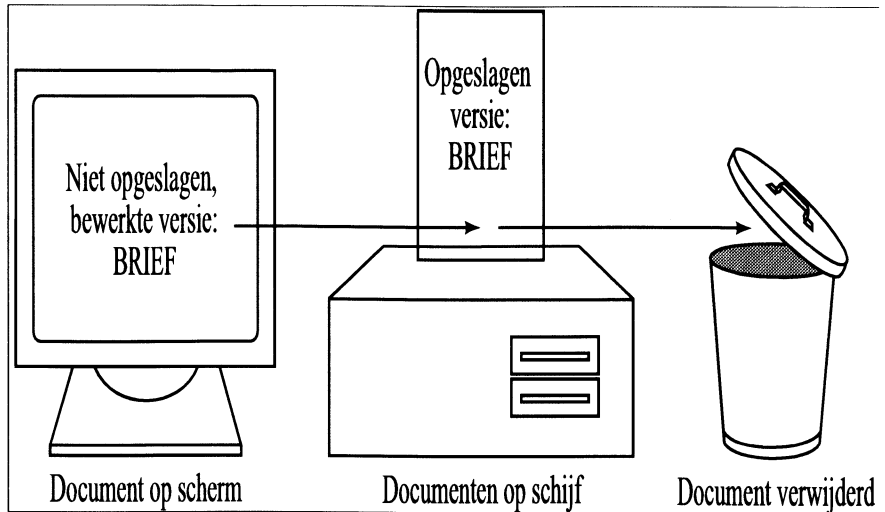 Niet opgeslagen,
bewerkte versie:
BRIEF
Opgeslagen
versie:
BRIEF
Document op scherm
Documenten op schijf
Document verwijderd